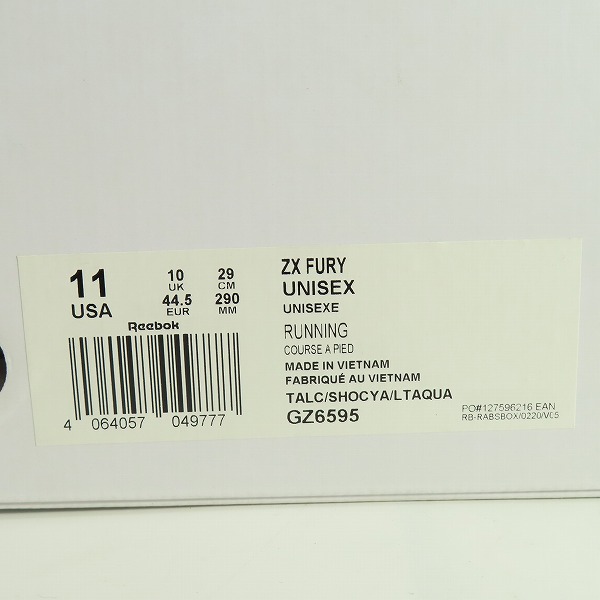 11
USA
10
UK
44.5
EUR
29
CM
290
MM
Reebok
4 064057 049777
ZX FURY
UNISEX
UNISEXE
RUNNING
COURSE A PIED
MADE IN VIETNAM
FABRIQUÉ AU VIETNAM
TALC/SHOCYA/LTAQUA
GZ6595
PO#127596216 EAN
RB-RABSBOX/0220/V05